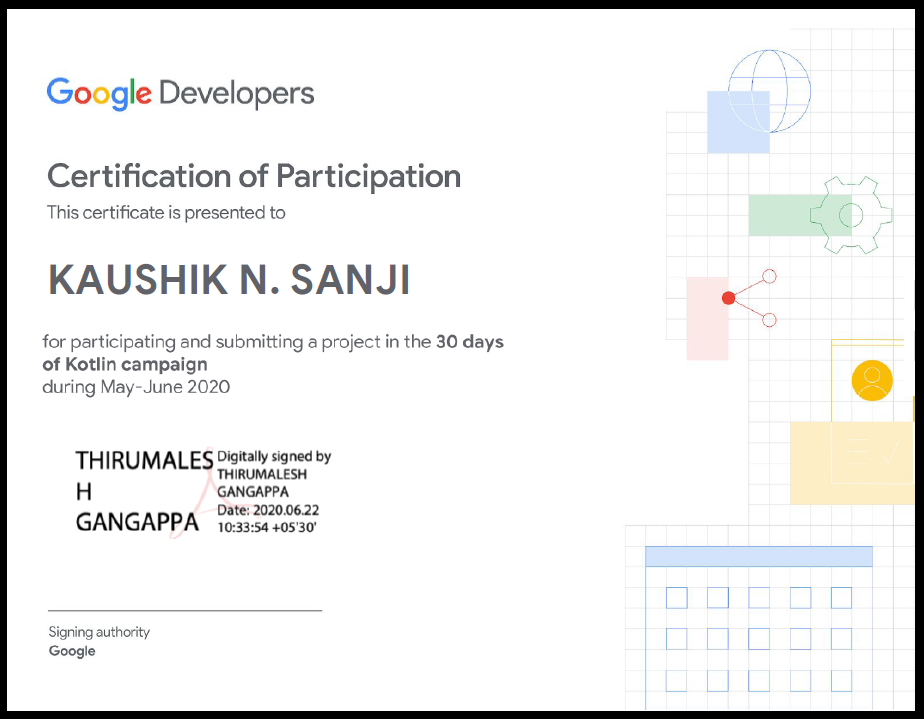 Google Developers
Certification of Participation
This certificate is presented to
KAUSHIK N. SANJI
for participating and submitting a project in the 30 days
of Kotlin campaign
during May-June 2020
THIRUMALES
H
GANGAPPA
Digitally signed by
THIRUMALESH
GANGAPPA
Date: 2020.06.22
10:33:54 +05'30'
Signing authority
Google